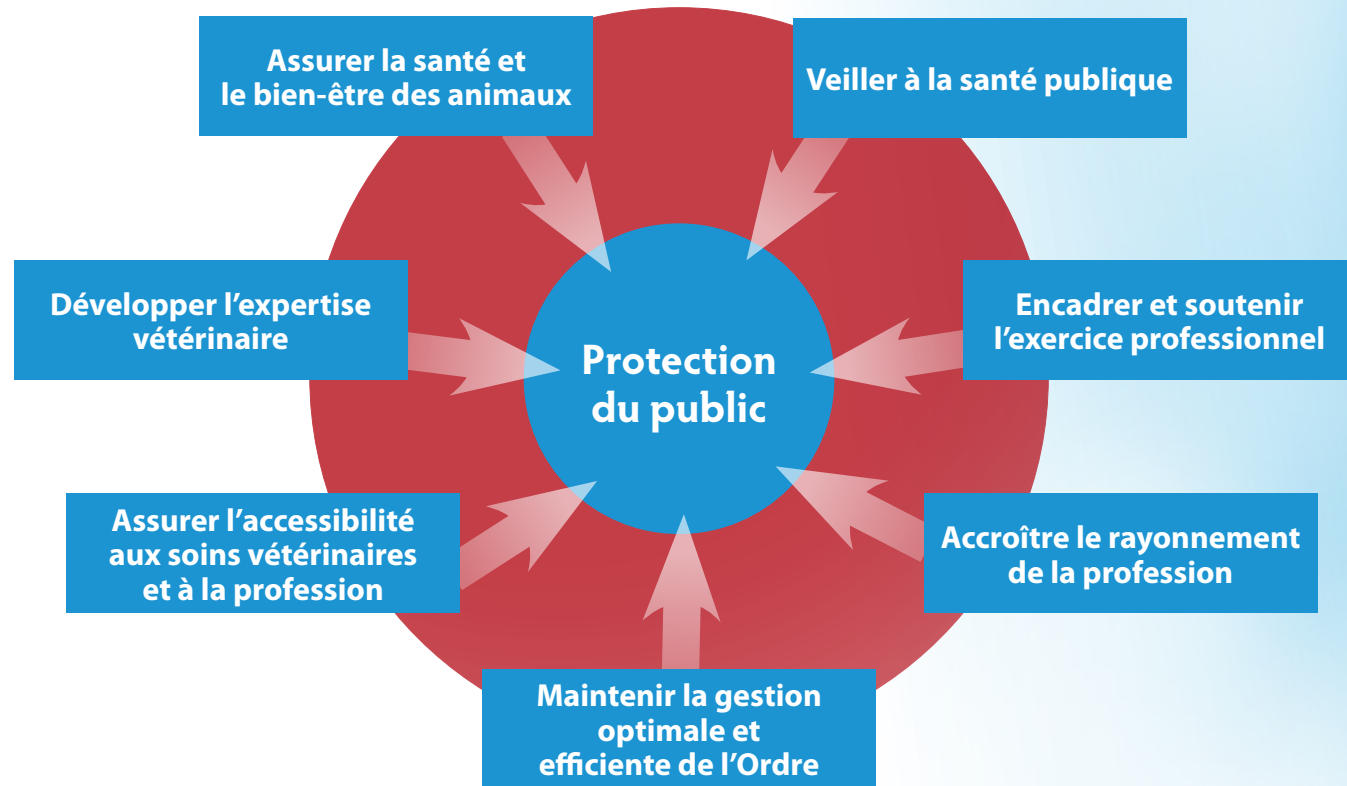 Assurer la santé et
le bien-être des animaux
Veiller à la santé publique
Développer l’expertise
vétérinaire
Encadrer et soutenir
l’exercice professionnel
Protection
du public
Assurer l’accessibilité
aux soins vétérinaires
et à la profession
Accroître le rayonnement
de la profession
Maintenir la gestion
optimale et
efficiente de l’Ordre